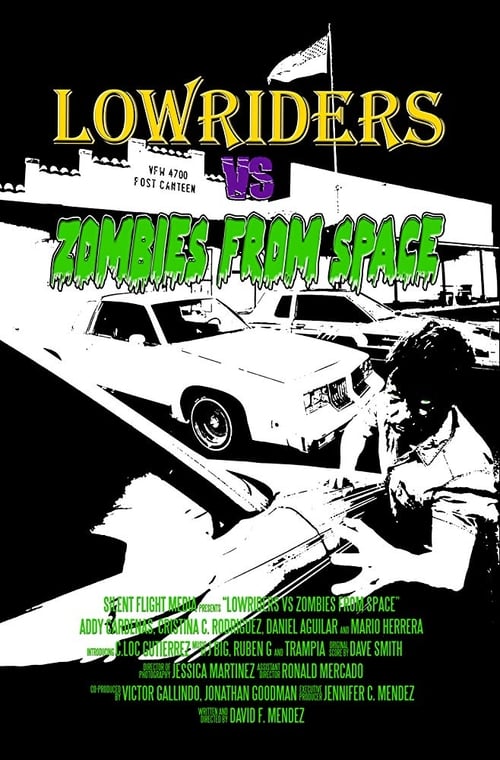 LOWRIDERS
VS
ZOMBIES FROM SPACE
VFW 4700
POST CANTEEN
SILENT FLIGHT MEDIA PRESENTS "LOWRIDERS VS ZOMBIES FROM SPACE"
ADDY CARDENAS, CRISTINA C. RODRIGUEZ, DANIEL AGUILAR AND MARIO HERRERA
INTRODUCING C.LOC GUTIERREZ BIG, RUBEN G AND TRAMPIA ORIGINAL SCORE BY DAVE SMITH
DIRECTOR OF PHOTOGRAPHY JESSICA MARTINEZ ASSISTANT DIRECTOR RONALD MERCADO
CO-PRODUCED BY VICTOR GALLINDO, JONATHAN GOODMAN EXECUTIVE PRODUCER JENNIFER C. MENDEZ
WRITTEN AND DIRECTED BY DAVID F. MENDEZ